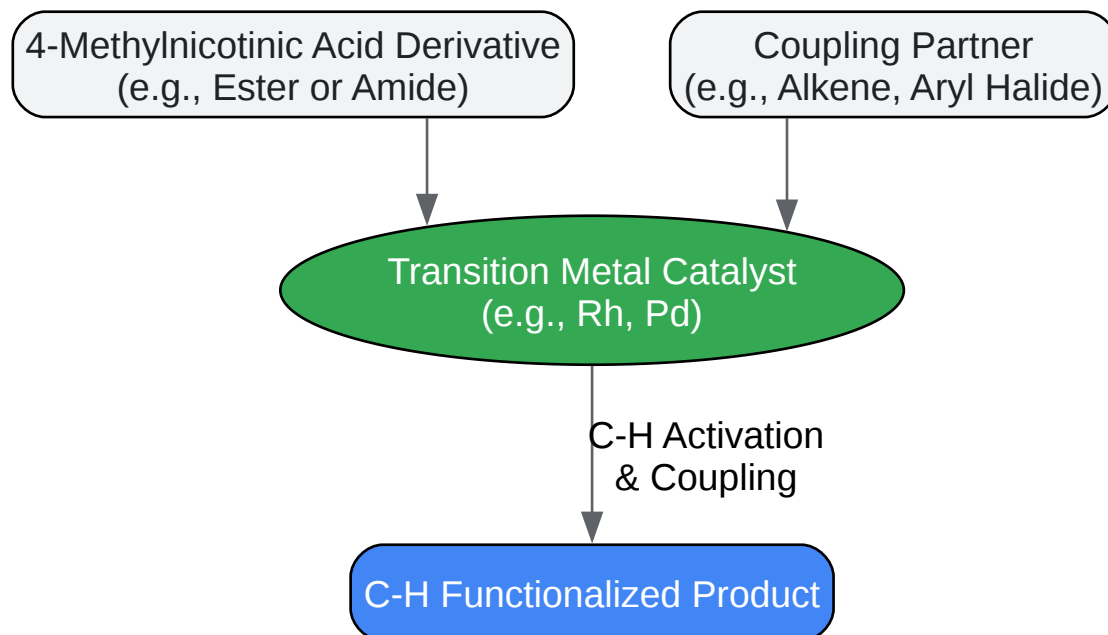 4-Methylnicotinic Acid Derivative
(e.g., Ester or Amide)
Coupling Partner
(e.g., Alkene, Aryl Halide)
Transition Metal Catalyst
(e.g., Rh, Pd)
C-H Activation
& Coupling
C-H Functionalized Product